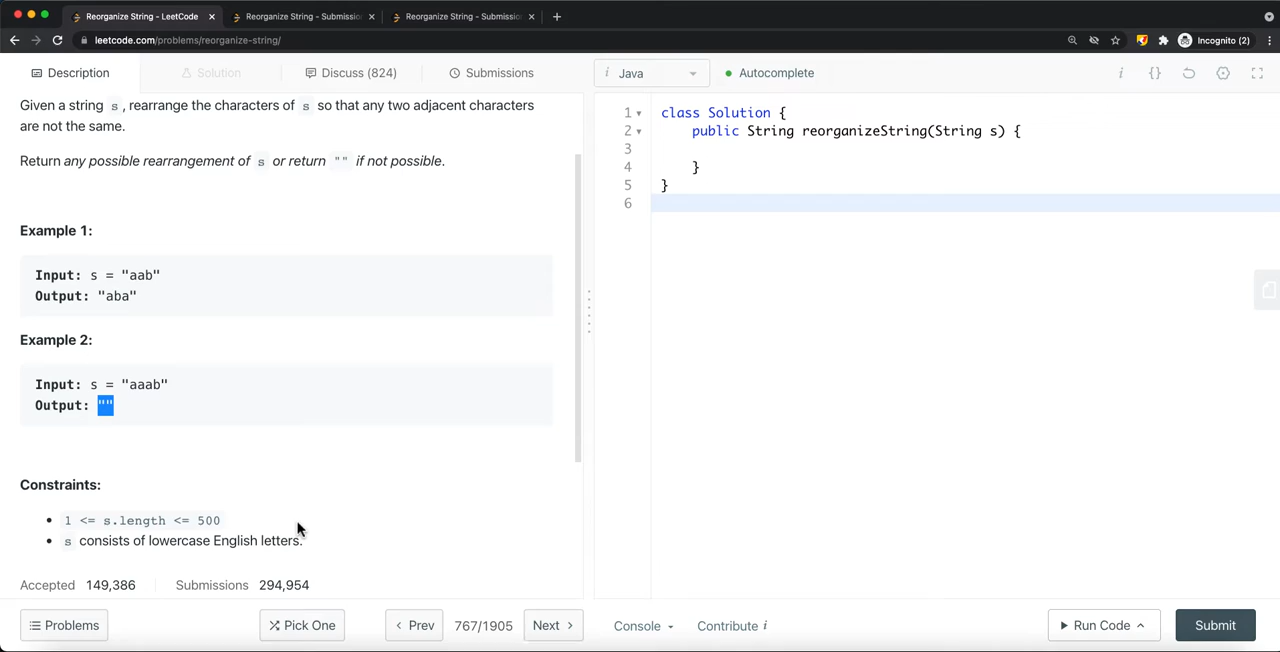 Reorganize String - LeetCode
Reorganize String - Submissio
Reorganize String - Submissio
leetcode.com/problems/reorganize-string/
Incognito (2)
Description
Solution
Discuss (824)
Submissions
i Java
Autocomplete
i {}
Given a string s , rearrange the characters of s so that any two adjacent characters
are not the same.
Return any possible rearrangement of s or return "" if not possible.
Example 1:
Input: s = "aab"
Output: "aba"
Example 2:
Input: s = "aaab"
Output: ""
Constraints:
• 1 <= s.length <= 500
• s consists of lowercase English letters.
Accepted 149,386
Submissions 294,954
1 class Solution {
2 public String reorganizeString(String s) {
3
4 }
5 }
6
Problems
Pick One
Prev
767/1905
Next
Console
Contribute i
Run Code
Submit